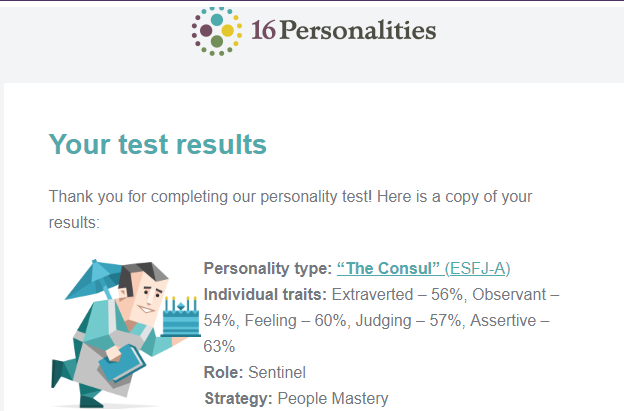 16Personalities
Your test results
Thank you for completing our personality test! Here is a copy of your
results:
Personality type: “The Consul” (ESFJ-A)
Individual traits: Extraverted – 56%, Observant –
54%, Feeling – 60%, Judging – 57%, Assertive –
63%
Role: Sentinel
Strategy: People Mastery